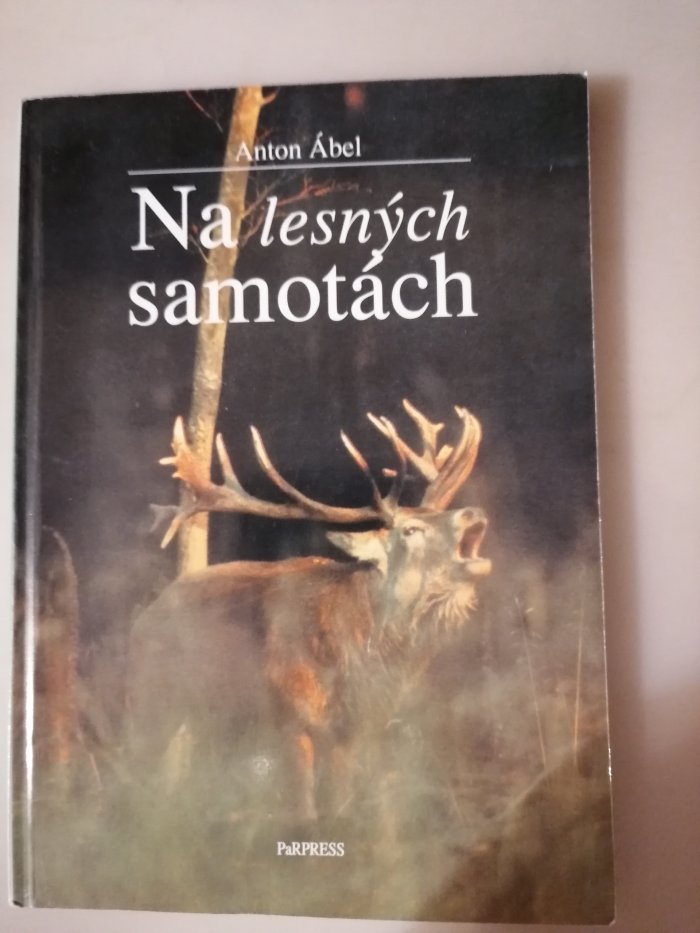 Anton Ábel
Na lesných
samotách
PaRPRESS